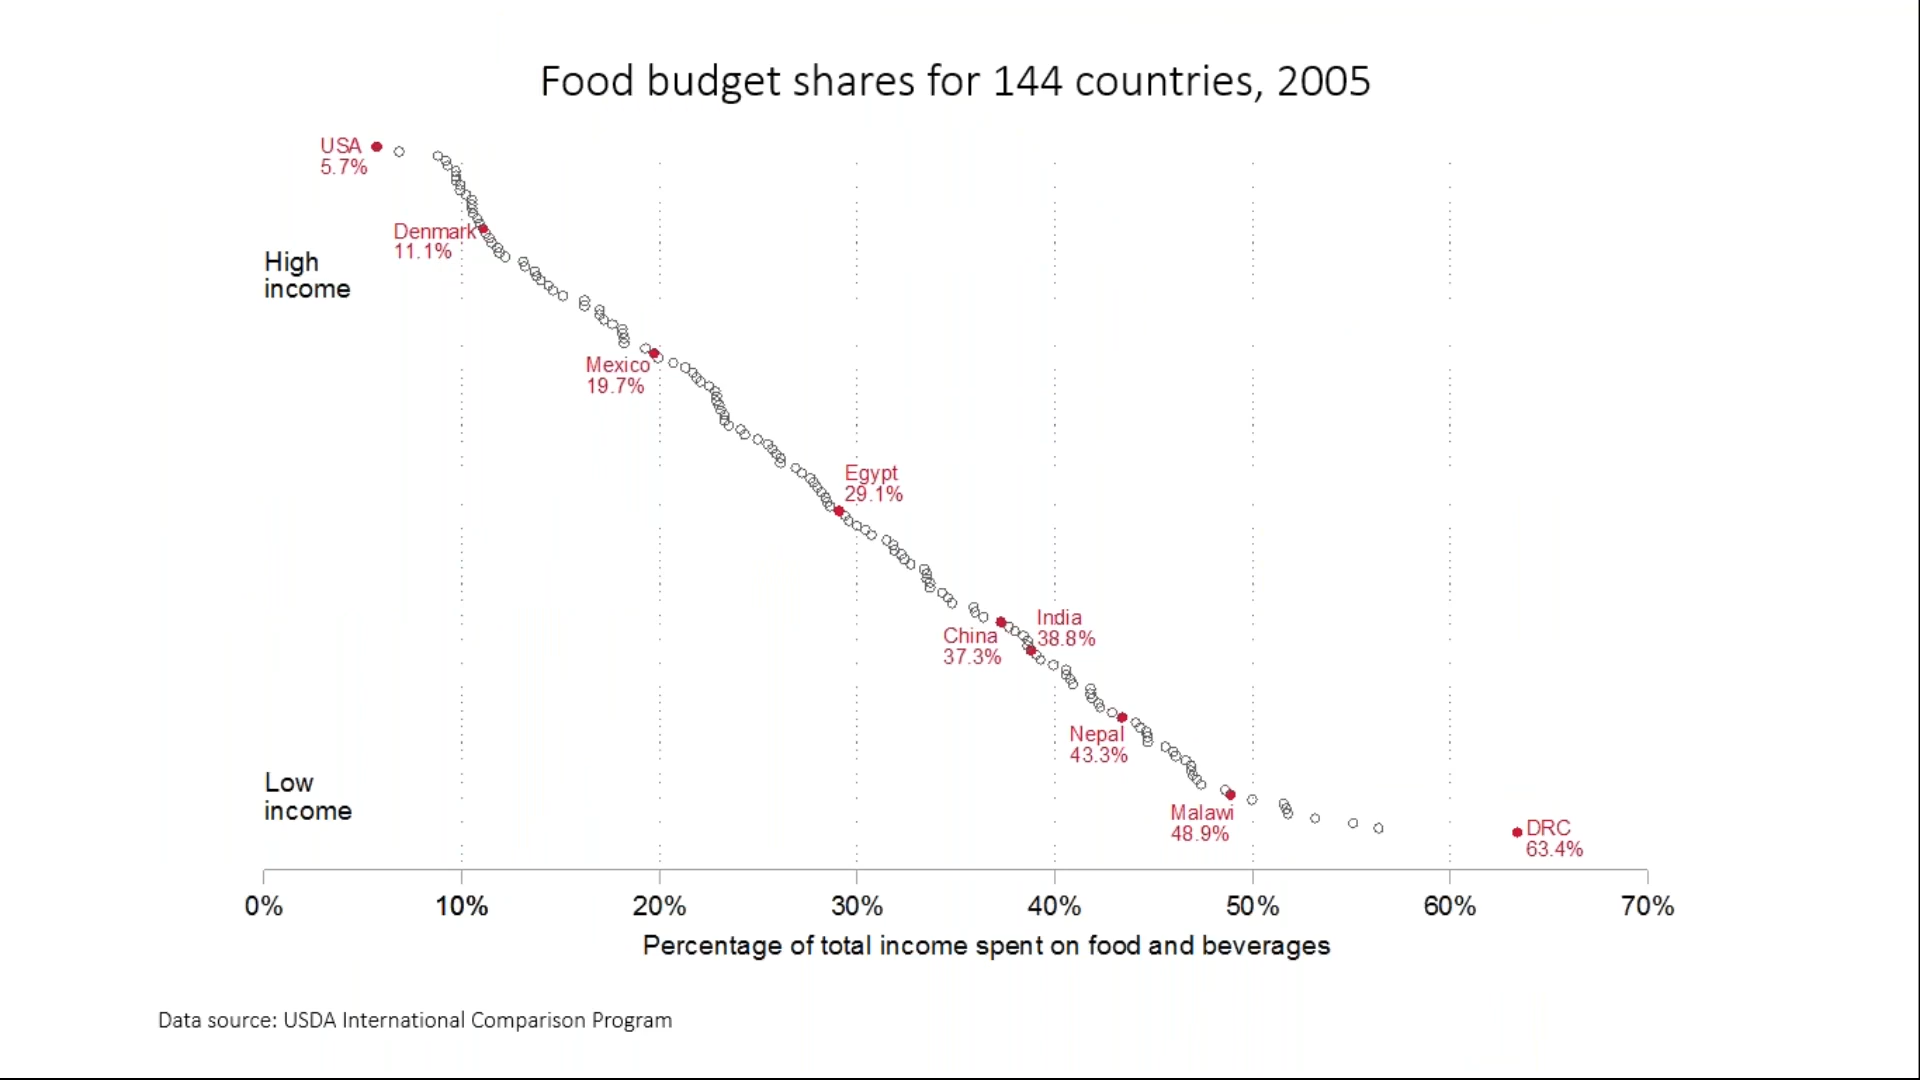 Food budget shares for 144 countries, 2005
USA
5.7%
Denmark
11.1%
High
income
Mexico
19.7%
Egypt
29.1%
India
38.8%
China
37.3%
Nepal
43.3%
Low
income
Malawi
48.9%
DRC
63.4%
0% 10% 20% 30% 40% 50% 60% 70%
Percentage of total income spent on food and beverages
Data source: USDA International Comparison Program